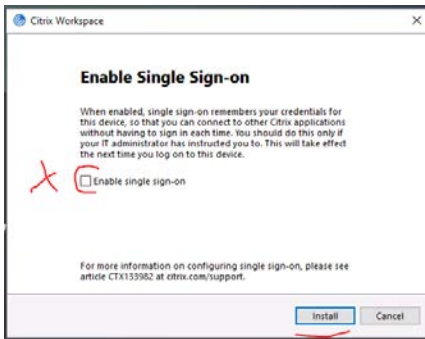 Citrix Workspace
Enable Single Sign-on
When enabled, single sign-on remembers your credentials for
this device, so that you can connect to other Citrix applications
without having to sign in each time. You should do this only if
your IT administrator has instructed you to. This will take effect
the next time you log on to this device.
Enable single sign-on
For more information on configuring single sign-on, please see
article CTX133982 at citrix.com/support.
Install
Cancel